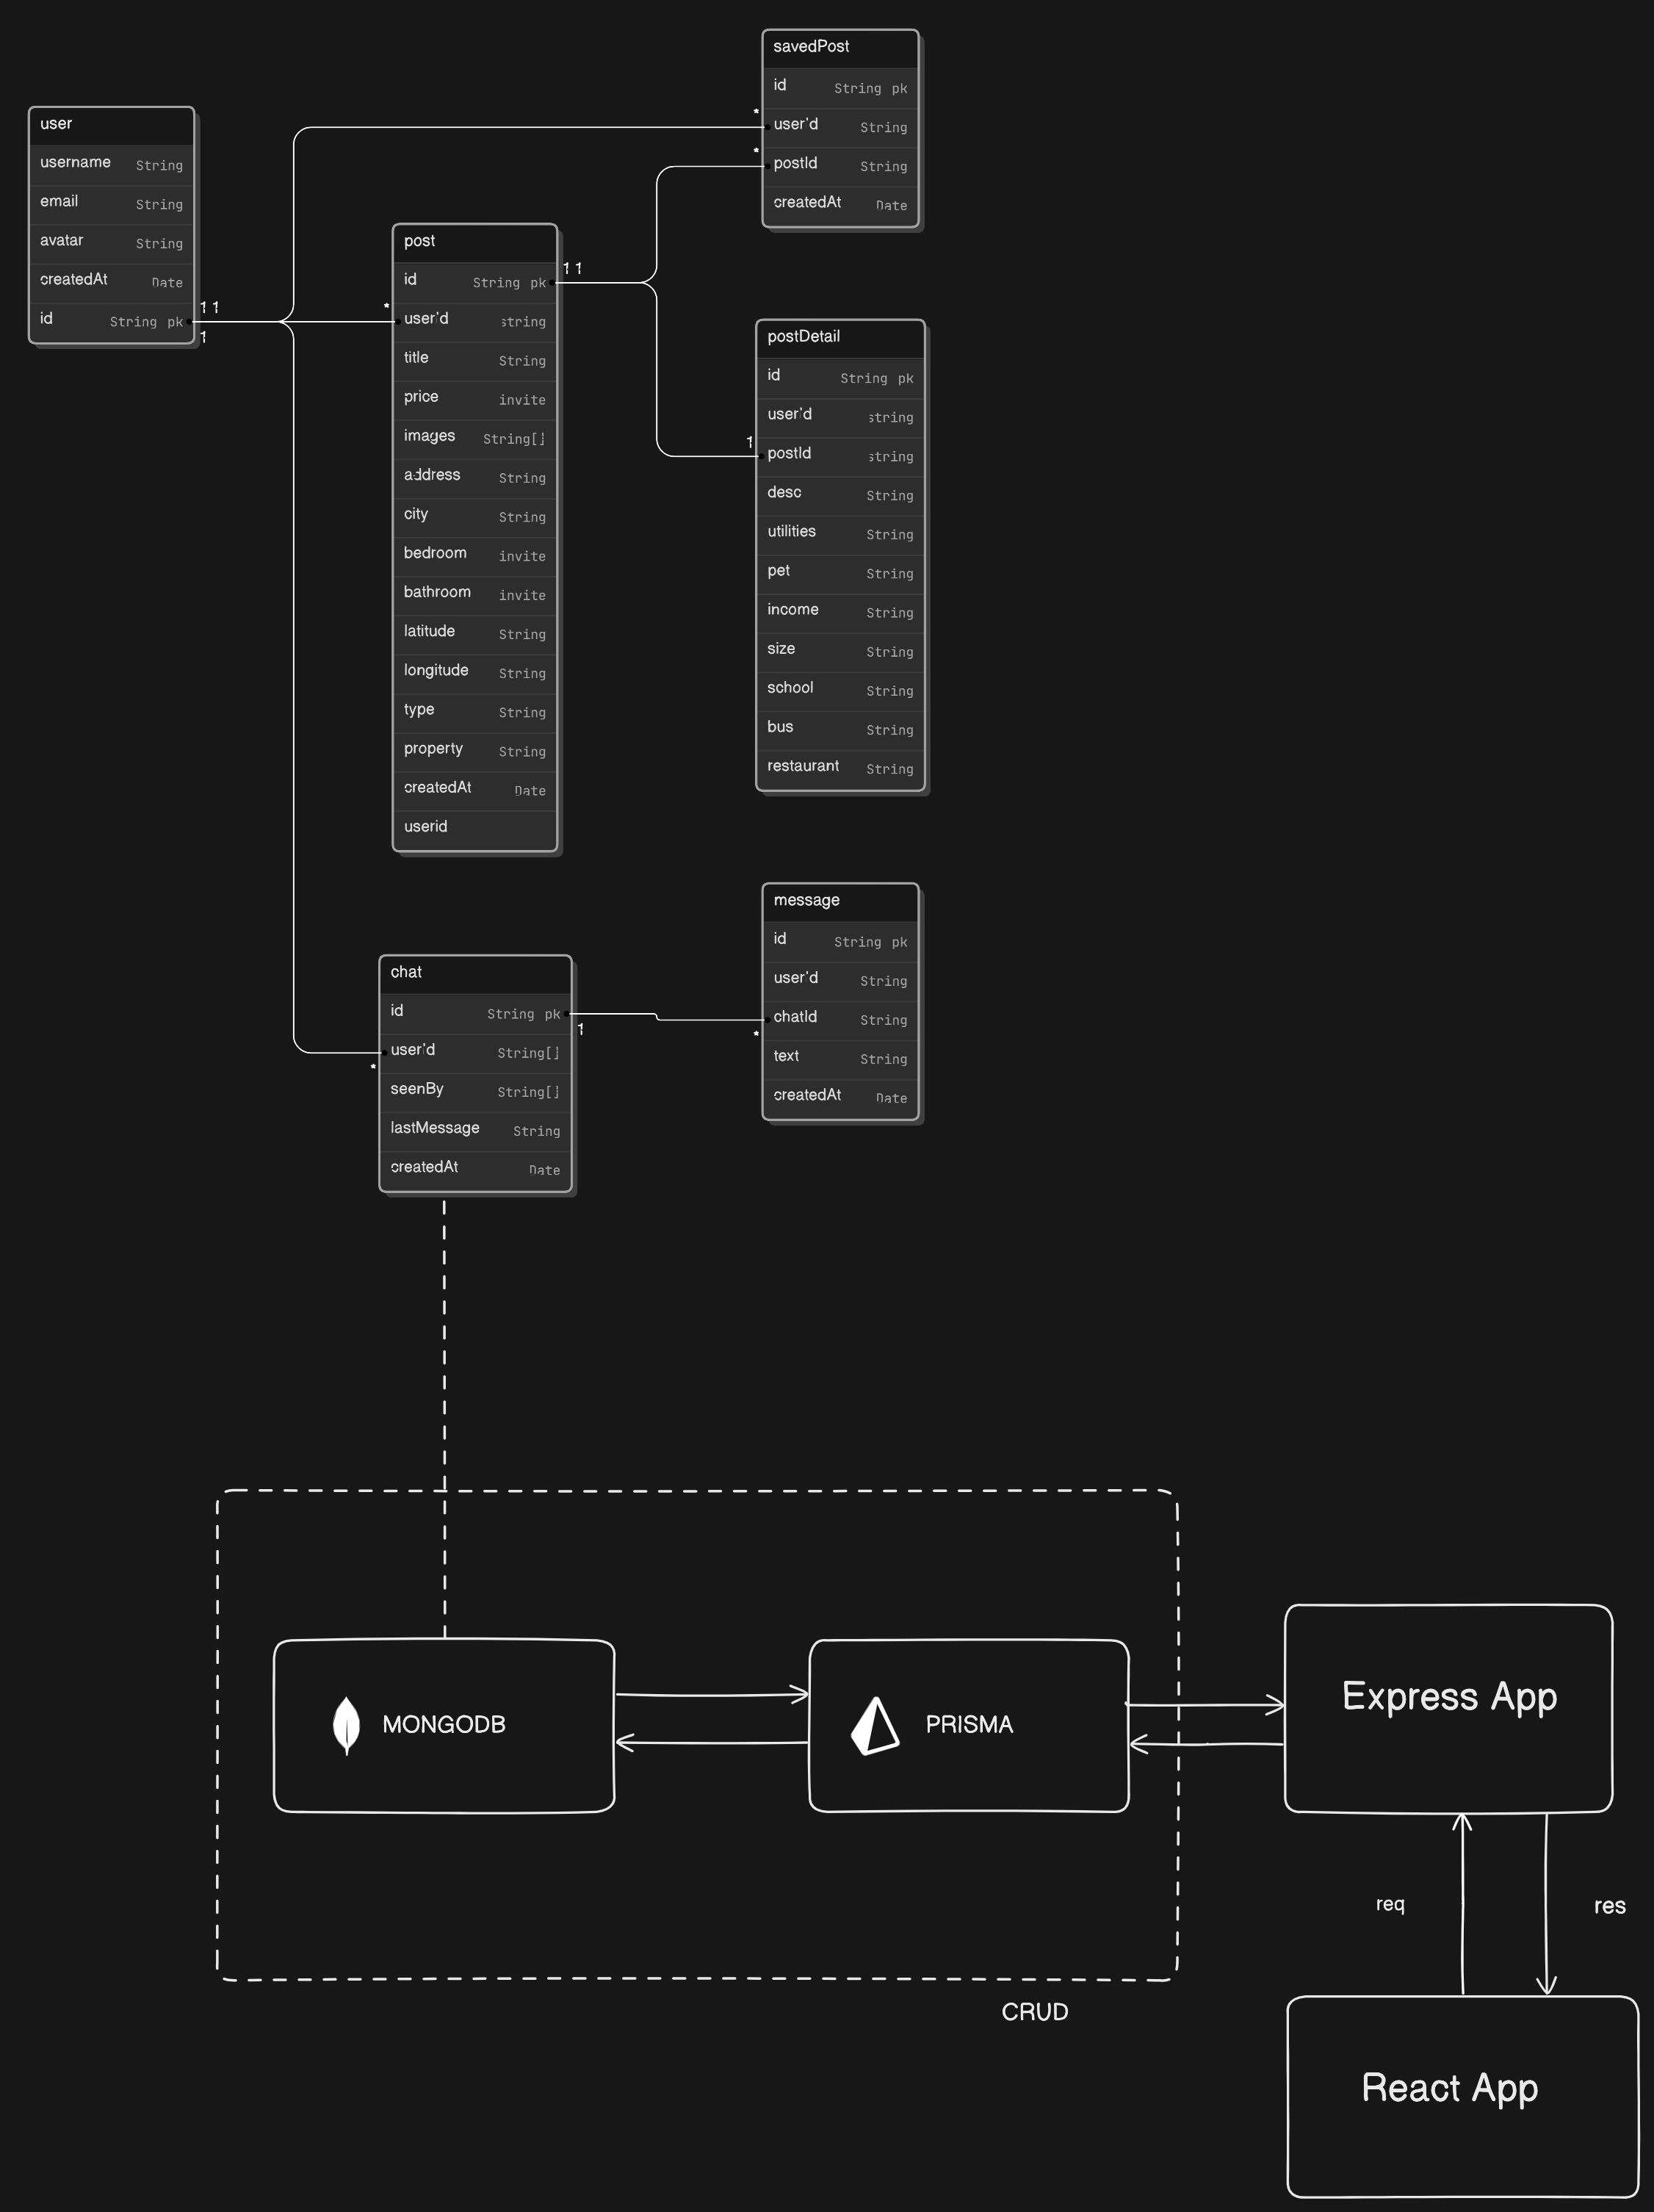 savedPost
id String pk
* user'd String
* postId String
createdAt Date
user
username String
email String
avatar String
createdAt Date
id String pk
1 1
1
post
id String pk
1 1
* user'd string
title String
price invite
images String[]
address String
city String
bedroom invite
bathroom invite
latitude String
longitude String
type String
property String
createdAt Date
userid
postDetail
id String pk
user'd string
1 postId string
desc String
utilities String
pet String
income String
size String
school String
bus String
restaurant String
message
id String pk
user'd String
chatId String
*
text String
createdAt Date
chat
id String pk
1
user'd String[]
*
seenBy String[]
lastMessage String
createdAt Date
MONGODB
PRISMA
Express App
req
res
CRUD
React App